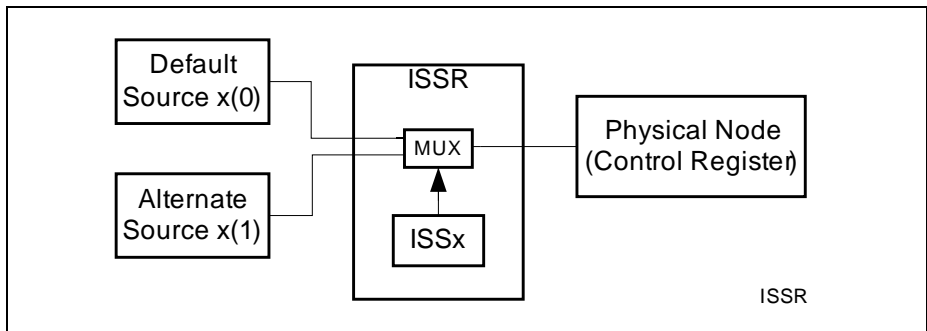 Default
Source x(0)
Alternate
Source x(1)
ISSR
MUX
ISSx
Physical Node
(Control Register)
ISSR